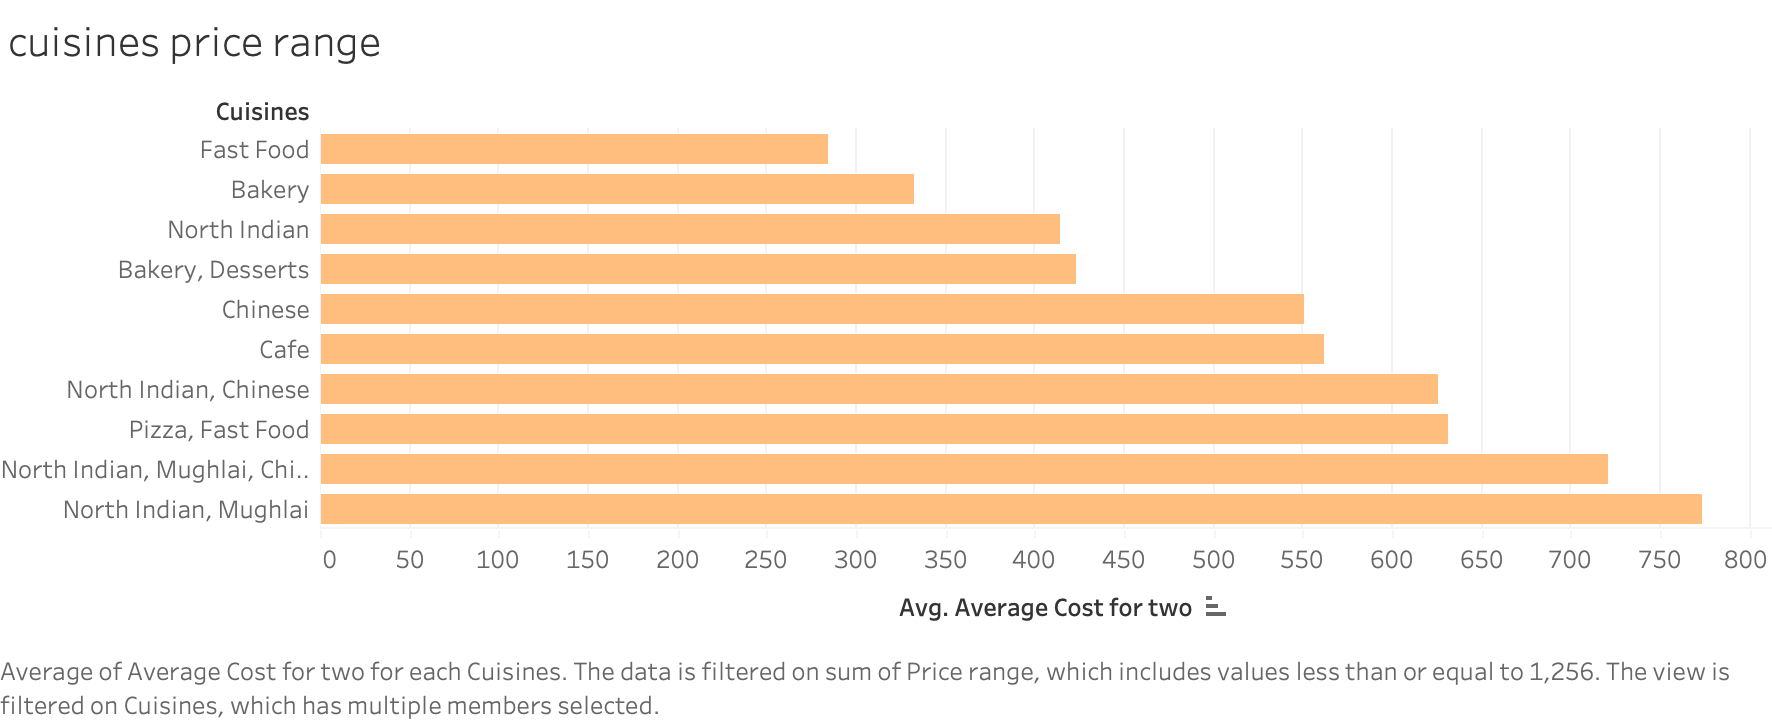 cuisines price range
Cuisines
Fast Food
Bakery
North Indian
Bakery, Desserts
Chinese
Cafe
North Indian, Chinese
Pizza, Fast Food
North Indian, Mughlai, Chi..
North Indian, Mughlai
0 50 100 150 200 250 300 350 400 450 500 550 600 650 700 750 800
Avg. Average Cost for two
Average of Average Cost for two for each Cuisines. The data is filtered on sum of Price range, which includes values less than or equal to 1,256. The view is
filtered on Cuisines, which has multiple members selected.